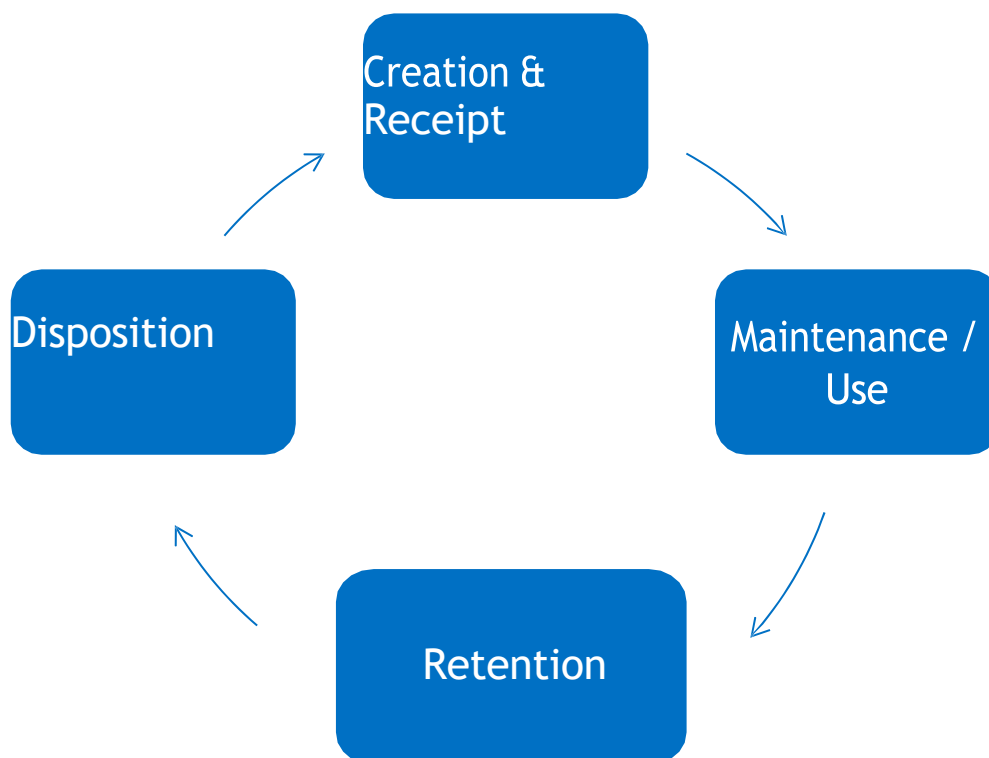 Creation &
Receipt
Disposition
Maintenance /
Use
Retention